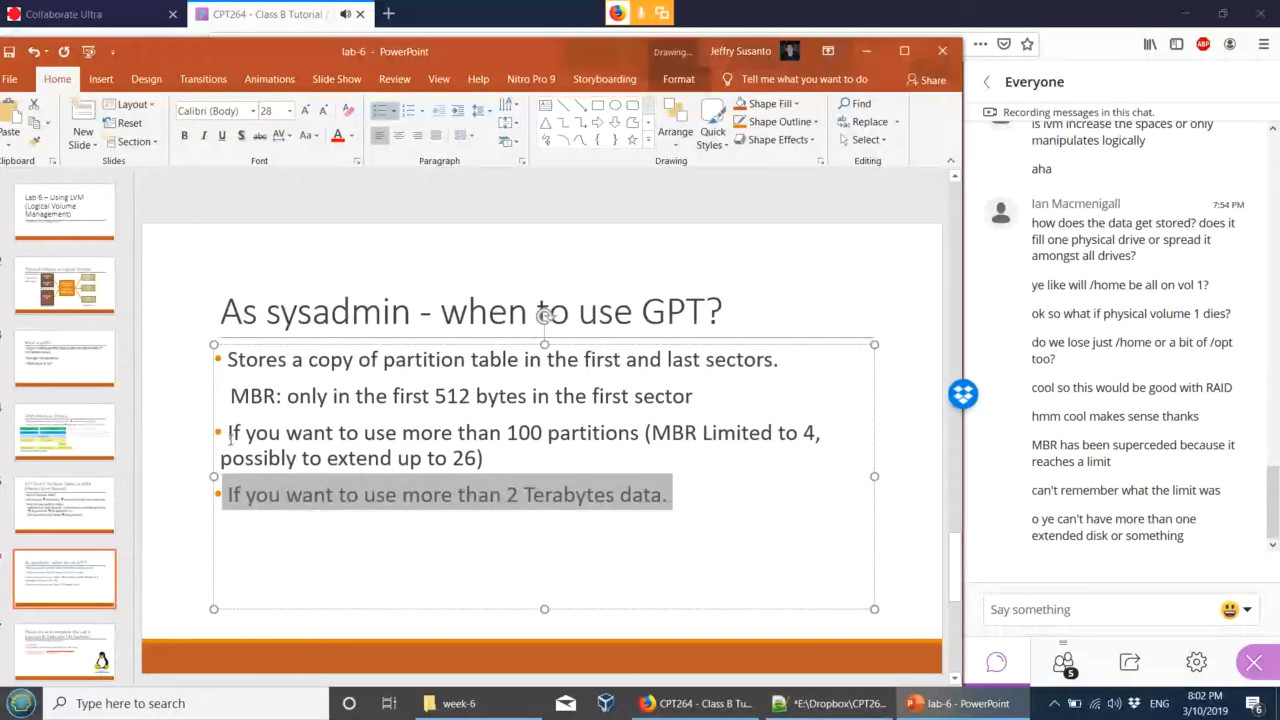 Collaborate Ultra
CPT264 - Class B Tutorial /
lab-6 - PowerPoint
Drawing...
Jeffry Susanto
File
Home
Insert
Design
Transitions
Animations
Slide Show
Review
View
Help
Nitro Pro 9
Storyboarding
Format
Tell me what you want to do
Share
ABP
Paste
New
Slide
Layout
Reset
Section
Calibri (Body)
28
Arrange
Quick
Styles
Shape Fill
Shape Outline
Shape Effects
Find
Replace
Select
Clipboard
Slides
Font
Paragraph
Drawing
Editing
Lab 6 – Using LVM
(Logical Volume
Management)
As sysadmin - when to use GPT?
Stores a copy of partition table in the first and last sectors.
MBR: only in the first 512 bytes in the first sector
If you want to use more than 100 partitions (MBR Limited to 4,
possibly to extend up to 26)
If you want to use more than 2 Terabytes data.
Everyone
Recording messages in this chat.
is lvm increase the spaces or only
manipulates logically
aha
Ian Macmenigall
7:54 PM
how does the data get stored? does it
fill one physical drive or spread it
amongst all drives?
ye like will /home be all on vol 1?
ok so what if physical volume 1 dies?
do we lose just /home or a bit of /opt
too?
cool so this would be good with RAID
hmm cool makes sense thanks
MBR has been superceded because it
reaches a limit
can't remember what the limit was
o ye can't have more than one
extended disk or something
Say something
5
Type here to search
week-6
CPT264 - Class B Tu...
*E:\Dropbox\CPT26...
lab-6 - PowerPoint
ENG
8:02 PM
3/10/2019
6